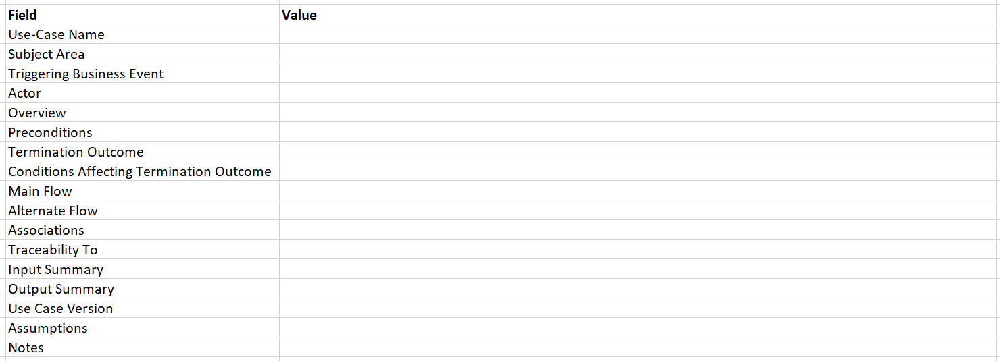 Field Value
Use-Case Name
Subject Area
Triggering Business Event
Actor
Overview
Preconditions
Termination Outcome
Conditions Affecting Termination Outcome
Main Flow
Alternate Flow
Associations
Traceability To
Input Summary
Output Summary
Use Case Version
Assumptions
Notes